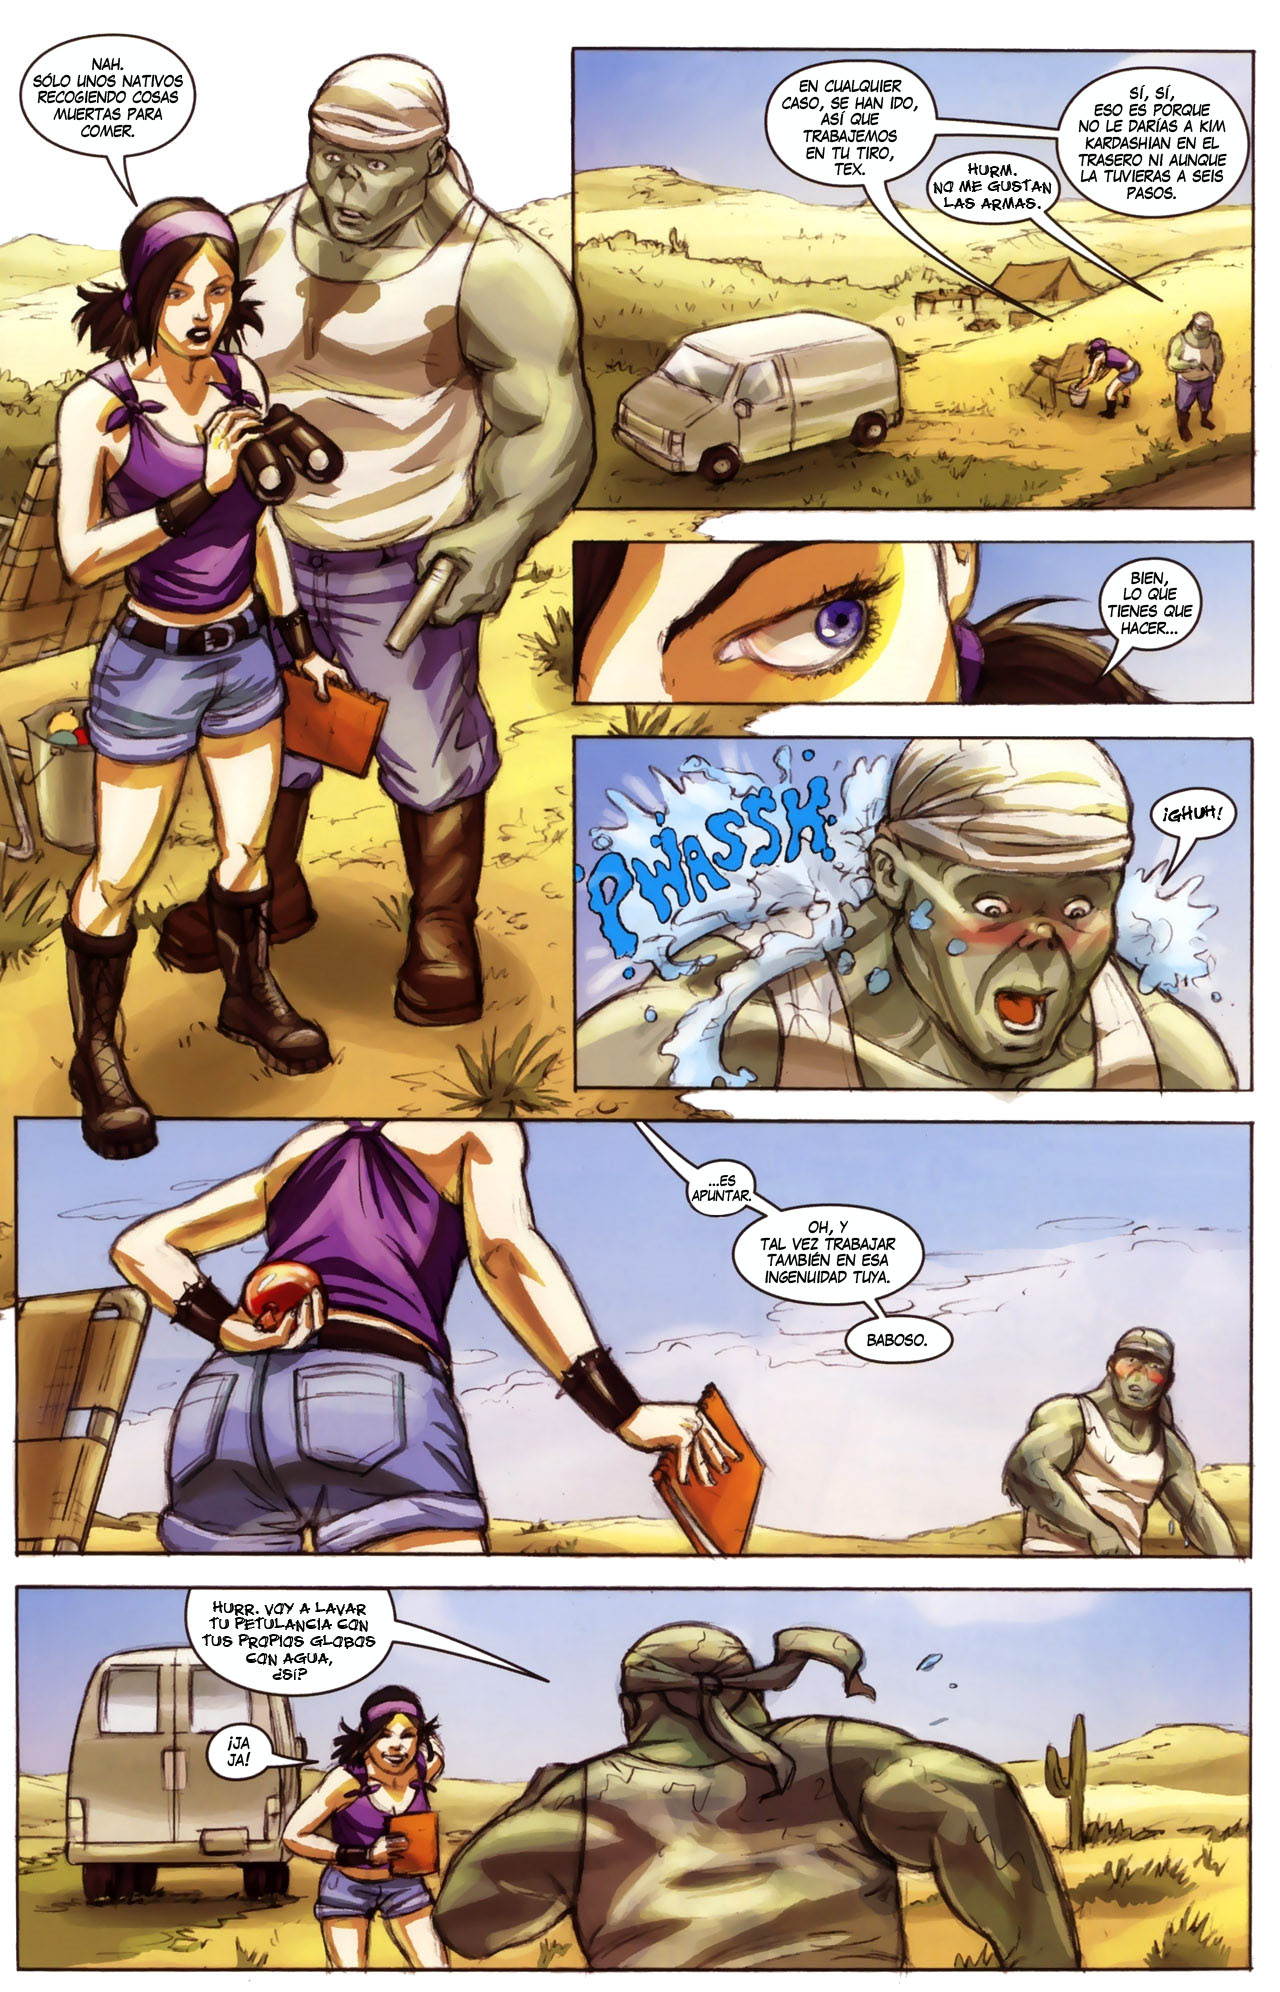 NAH.
SÓLO UNOS NATIVOS
RECOGIENDO COSAS
MUERTAS PARA
COMER.
EN CUALQUIER
CASO, SE HAN IDO,
ASÍ QUE
TRABAJEMOS
EN TU TIRO,
TEX.
HURM.
NO ME GUSTAN
LAS ARMAS.
SÍ, SÍ,
ESO ES PORQUE
NO LE DARÍAS A KIM
KARDASHIAN EN EL
TRASERO NI AUNQUE
LA TUVIERAS A SEIS
PASOS.
BIEN,
LO QUE
TIENES QUE
HACER...
PWASSH
¡GHUH!
...ES
APUNTAR.
OH, Y
TAL VEZ TRABAJAR
TAMBIÉN EN ESA
INGENUIDAD TUYA.
BABOSO.
HURR. VOY A LAVAR
TU PETULANCIA CON
TUS PROPIOS GLOBOS
CON AGUA,
¿SÍ?
¡JA
JA!